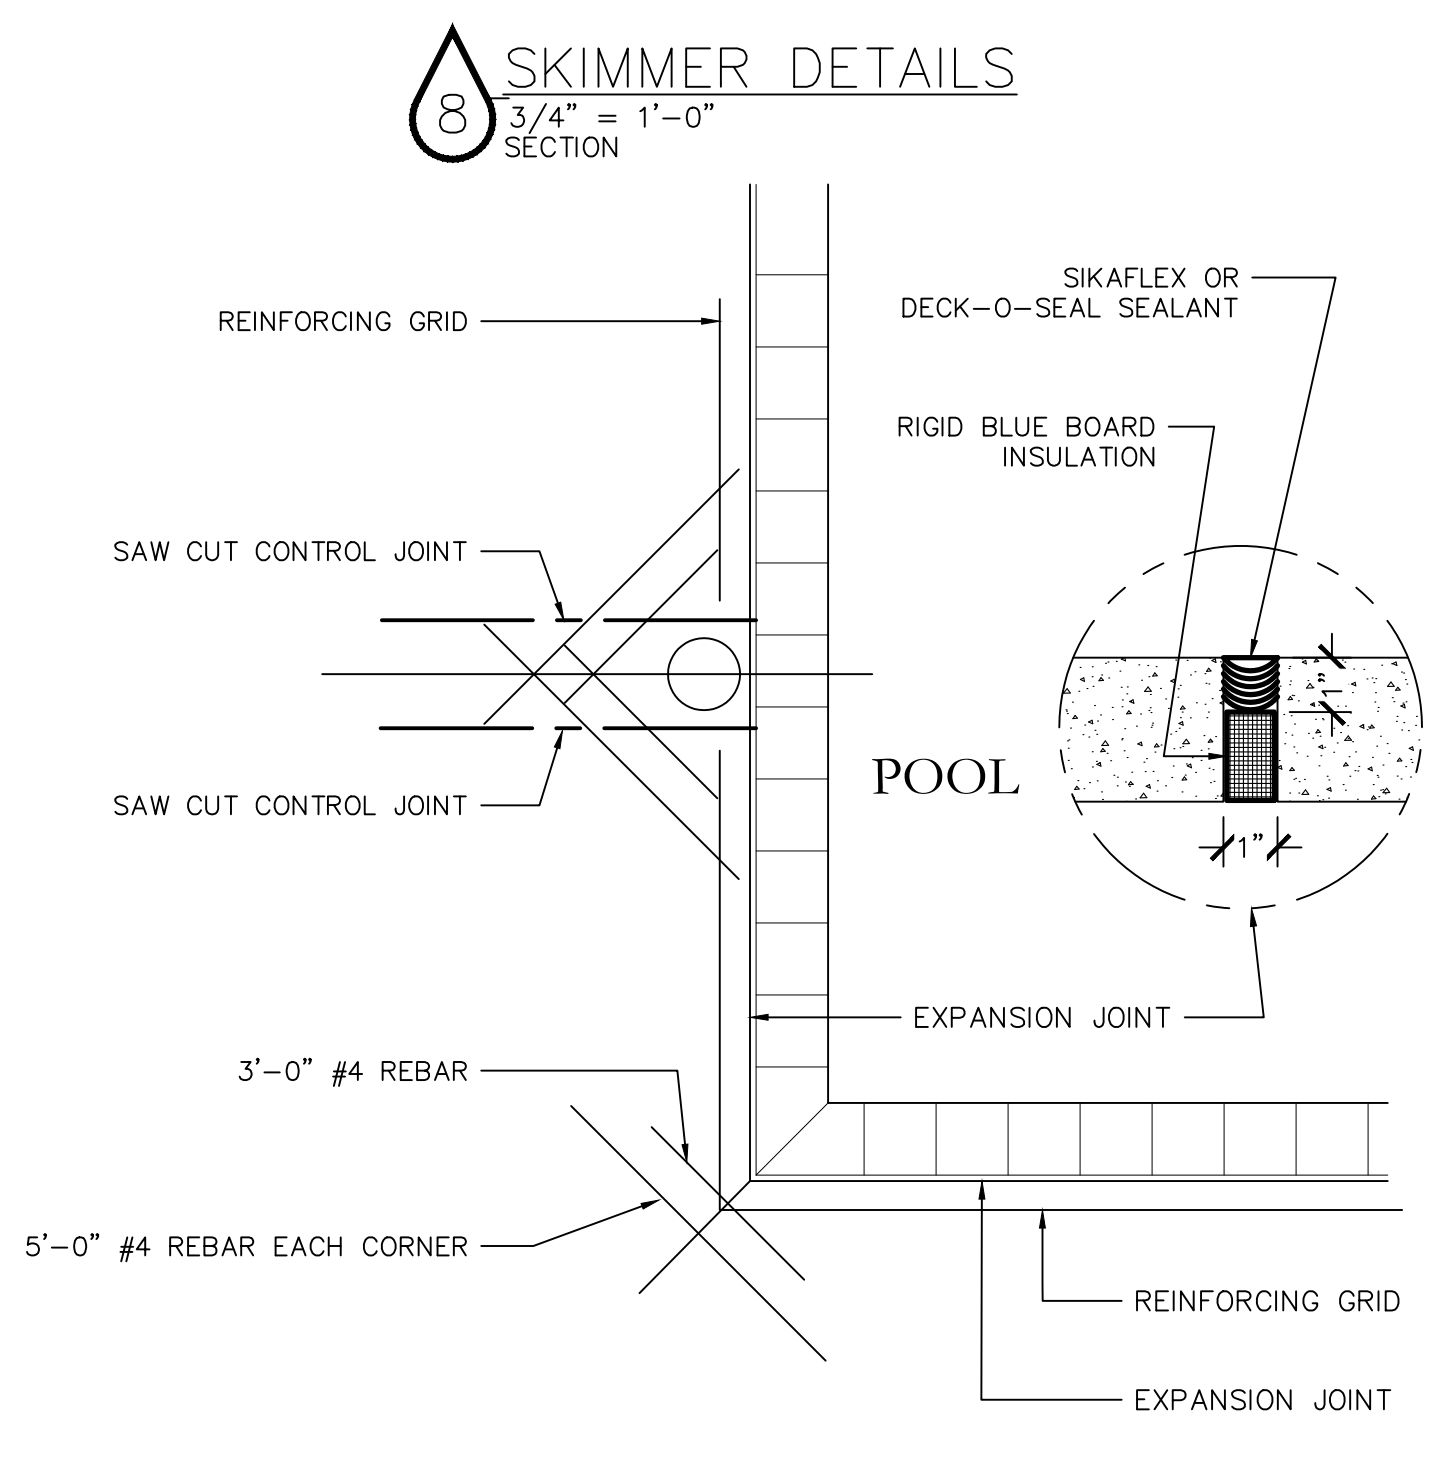 SKIMMER DETAILS
8
3/4" = 1'-0"
SECTION
SIKAFLEX OR
DECK-O-SEAL SEALANT
REINFORCING GRID
RIGID BLUE BOARD
INSULATION
SAW CUT CONTROL JOINT
1"
POOL
SAW CUT CONTROL JOINT
1"
EXPANSION JOINT
3'-0" #4 REBAR
5'-0" #4 REBAR EACH CORNER
REINFORCING GRID
EXPANSION JOINT